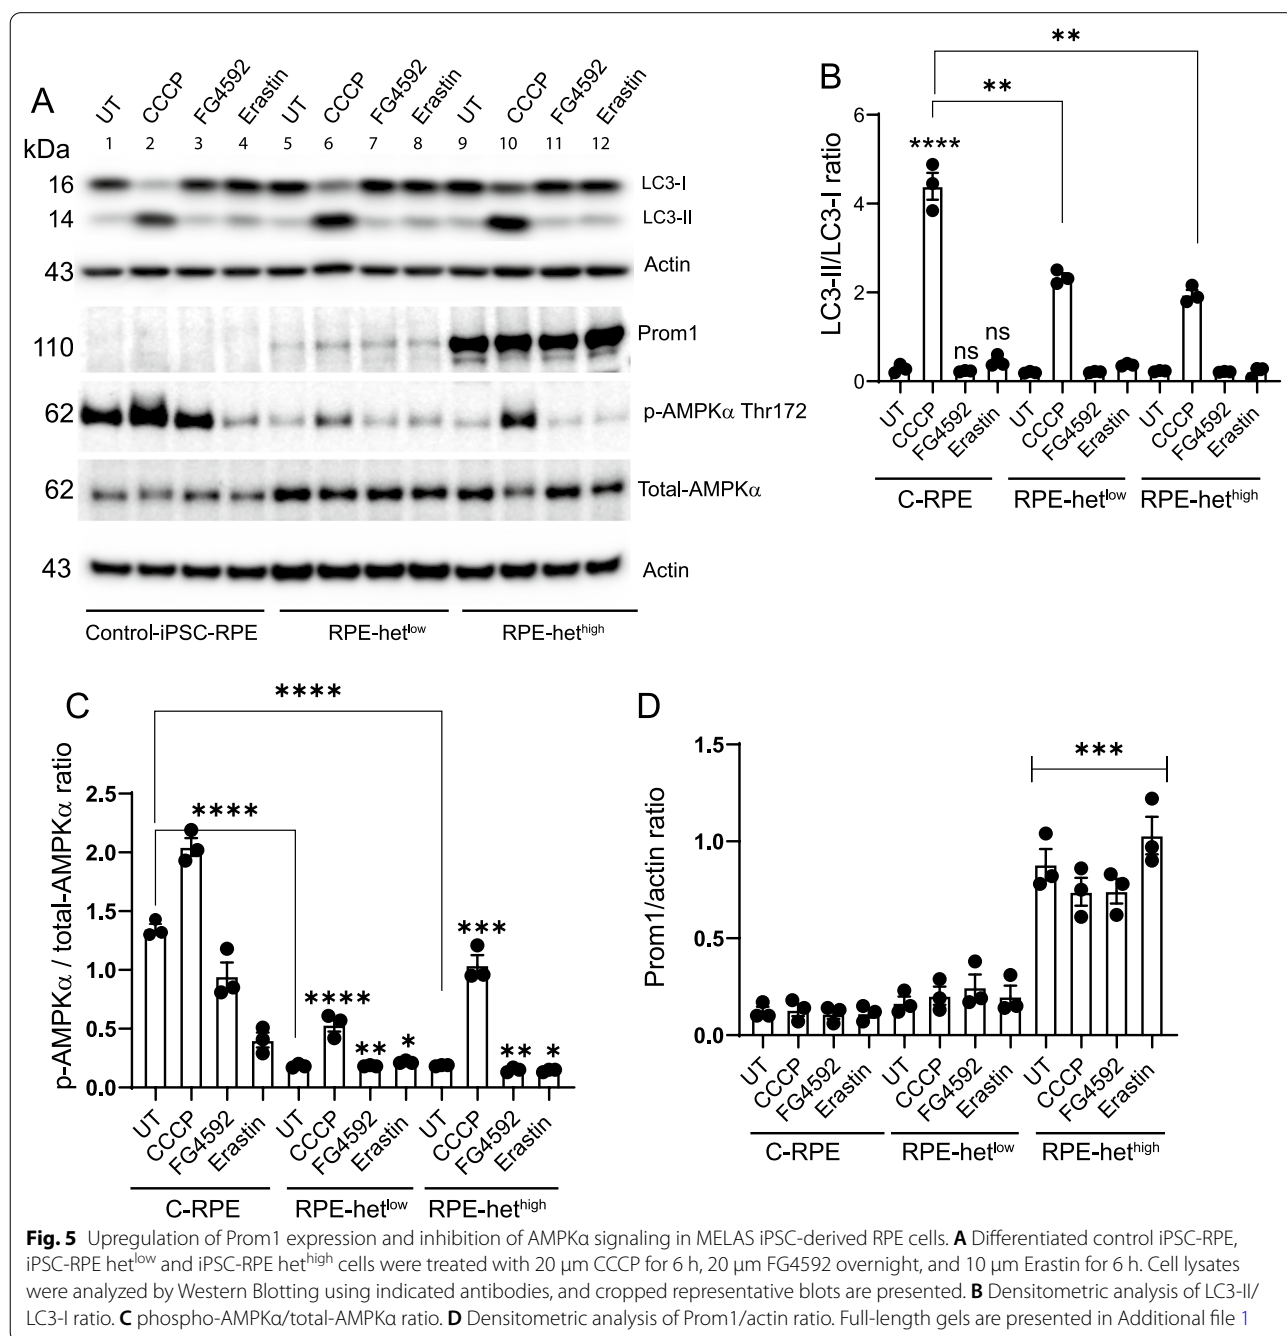 A
UT CCCP FG4592 Erastin UT CCCP FG4592 Erastin UT CCCP FG4592 Erastin
kDa 1 2 3 4 5 6 7 8 9 10 11 12
16 LC3-I
14 LC3-II
43 Actin
110 Prom1
62 p-AMPKα Thr172
62 Total-AMPKα
43 Actin
Control-iPSC-RPE RPE-hetlow RPE-hethigh
B
**
**
****
ns
ns
LC3-II/LC3-I ratio
6
4
2
0
UT CCCP FG4592 Erastin UT CCCP FG4592 Erastin UT CCCP FG4592 Erastin
C-RPE RPE-hetlow RPE-hethigh
C
****
****
***
****
** * ** *
p-AMPKα / total-AMPKα ratio
2.5
2.0
1.5
1.0
0.5
0.0
UT CCCP FG4592 Erastin UT CCCP FG4592 Erastin UT CCCP FG4592 Erastin
C-RPE RPE-hetlow RPE-hethigh
D
***
Prom1/actin ratio
1.5
1.0
0.5
0.0
UT CCCP FG4592 Erastin UT CCCP FG4592 Erastin UT CCCP FG4592 Erastin
C-RPE RPE-hetlow RPE-hethigh
Fig. 5 Upregulation of Prom1 expression and inhibition of AMPKα signaling in MELAS iPSC-derived RPE cells. A Differentiated control iPSC-RPE,
iPSC-RPE hetlow and iPSC-RPE hethigh cells were treated with 20 µm CCCP for 6 h, 20 µm FG4592 overnight, and 10 µm Erastin for 6 h. Cell lysates
were analyzed by Western Blotting using indicated antibodies, and cropped representative blots are presented. B Densitometric analysis of LC3-II/
LC3-I ratio. C phospho-AMPKα/total-AMPKα ratio. D Densitometric analysis of Prom1/actin ratio. Full-length gels are presented in Additional file 1